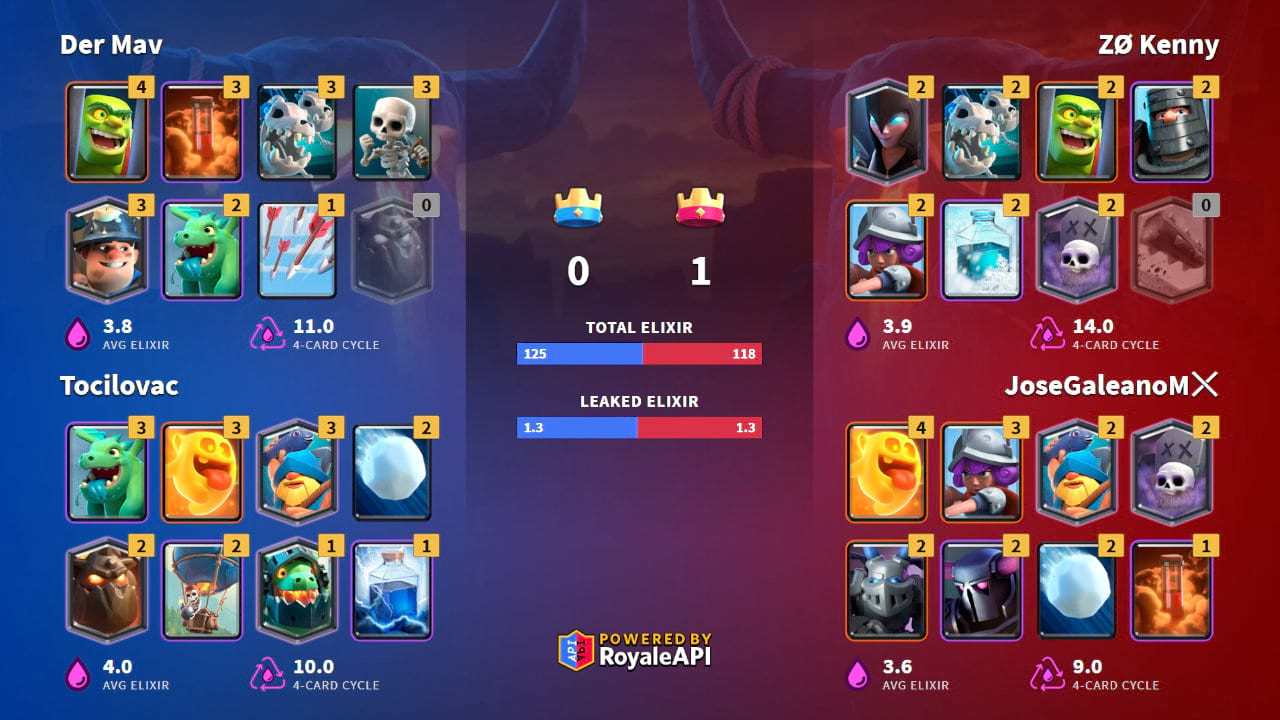 Der Mav
4 3 3 3
3 2 1 0
3.8
AVG ELIXIR
11.0
4-CARD CYCLE
Tocilovac
3 3 3 2
2 2 1 1
4.0
AVG ELIXIR
10.0
4-CARD CYCLE
0 1
TOTAL ELIXIR
125 118
LEAKED ELIXIR
1.3 1.3
API
POWERED BY
RoyaleAPI
ZØ Kenny
2 2 2 2
2 2 2 0
3.9
AVG ELIXIR
14.0
4-CARD CYCLE
JoseGaleanoM╳
4 3 2 2
2 2 2 1
3.6
AVG ELIXIR
9.0
4-CARD CYCLE